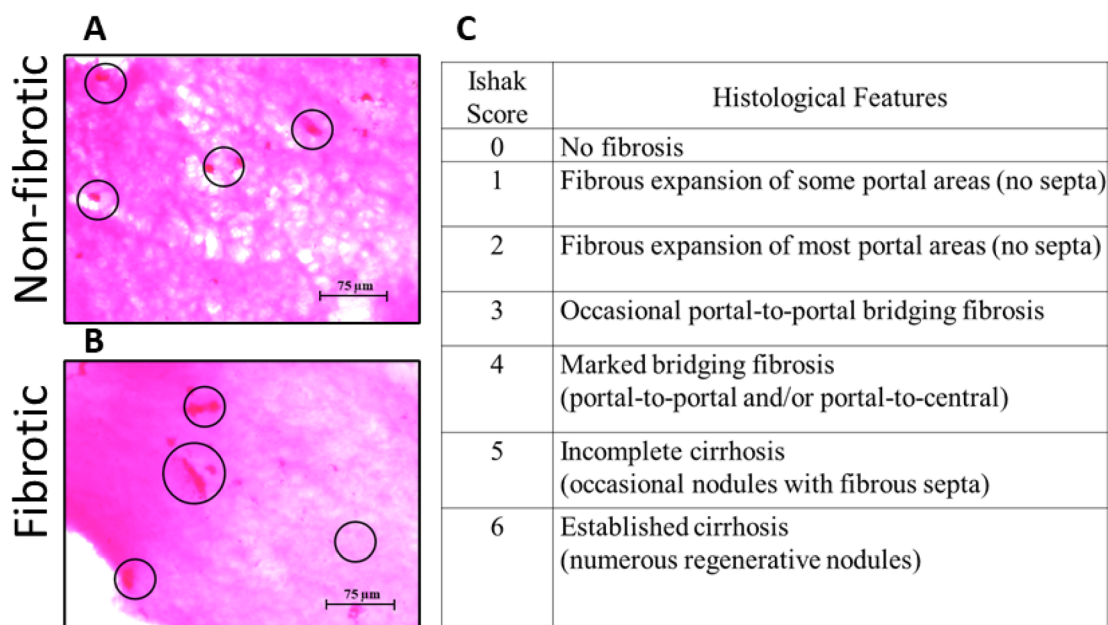 A
Non-fibrotic
75 µm
B
Fibrotic
75 µm
C
Ishak
Score
Histological Features
0
No fibrosis
1
Fibrous expansion of some portal areas (no septa)
2
Fibrous expansion of most portal areas (no septa)
3
Occasional portal-to-portal bridging fibrosis
4
Marked bridging fibrosis
(portal-to-portal and/or portal-to-central)
5
Incomplete cirrhosis
(occasional nodules with fibrous septa)
6
Established cirrhosis
(numerous regenerative nodules)